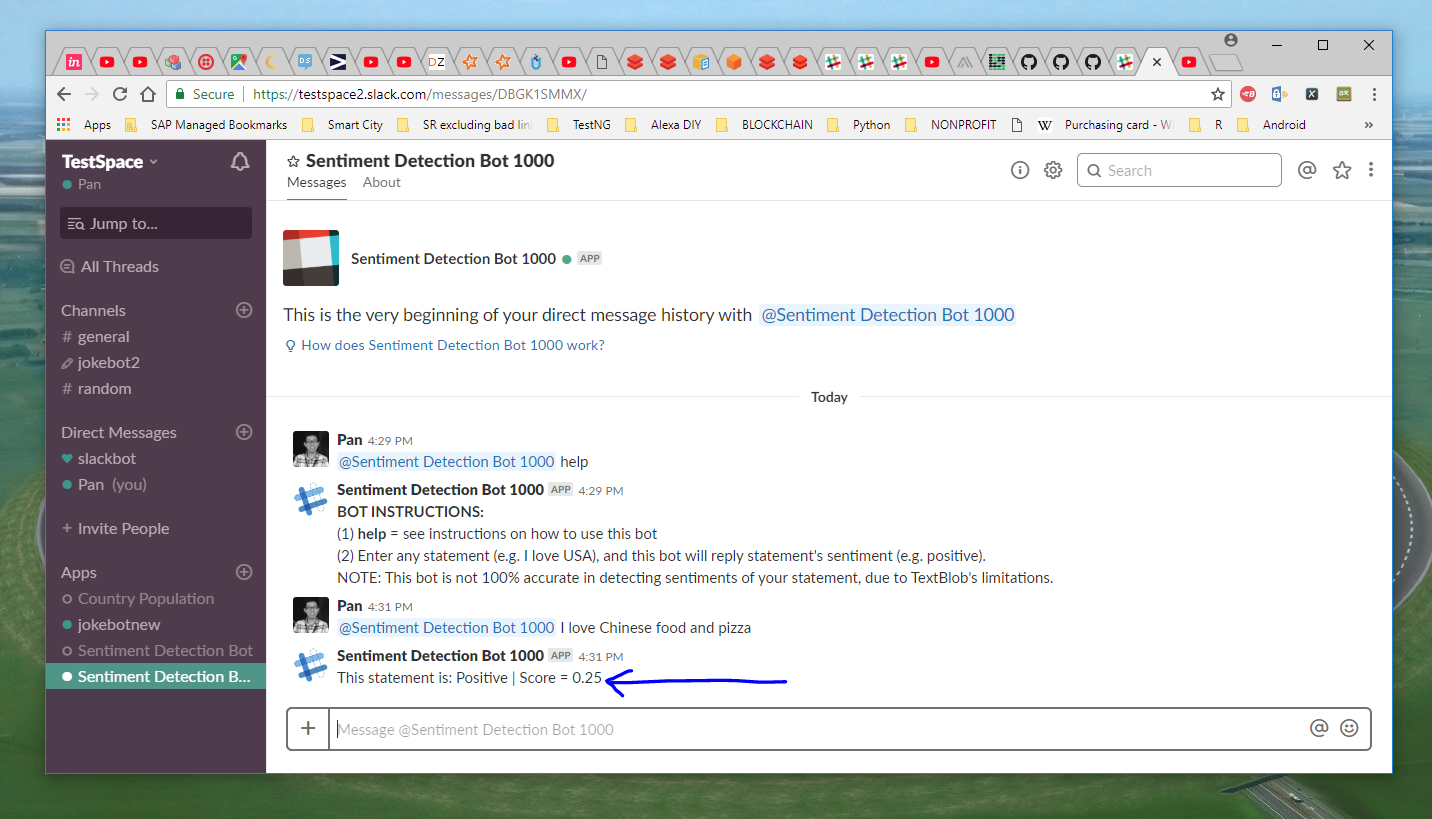 in
DS
DZ
Secure
https://testspace2.slack.com/messages/DBGK1SMMX/
Apps
SAP Managed Bookmarks
Smart City
SR excluding bad lin
TestNG
Alexa DIY
BLOCKCHAIN
Python
NONPROFIT
W
Purchasing card - Wi
R
Android
»
TestSpace
Pan
Jump to...
All Threads
Channels
# general
jokebot2
# random
Direct Messages
slackbot
Pan (you)
+ Invite People
Apps
Country Population
jokebotnew
Sentiment Detection Bot
Sentiment Detection B...
Sentiment Detection Bot 1000
Messages About
Search
Sentiment Detection Bot 1000 APP
This is the very beginning of your direct message history with @Sentiment Detection Bot 1000
How does Sentiment Detection Bot 1000 work?
Today
Pan 4:29 PM
@Sentiment Detection Bot 1000 help
Sentiment Detection Bot 1000 APP 4:29 PM
BOT INSTRUCTIONS:
(1) help = see instructions on how to use this bot
(2) Enter any statement (e.g. I love USA), and this bot will reply statement's sentiment (e.g. positive).
NOTE: This bot is not 100% accurate in detecting sentiments of your statement, due to TextBlob's limitations.
Pan 4:31 PM
@Sentiment Detection Bot 1000 I love Chinese food and pizza
Sentiment Detection Bot 1000 APP 4:31 PM
This statement is: Positive | Score = 0.25
Message @Sentiment Detection Bot 1000